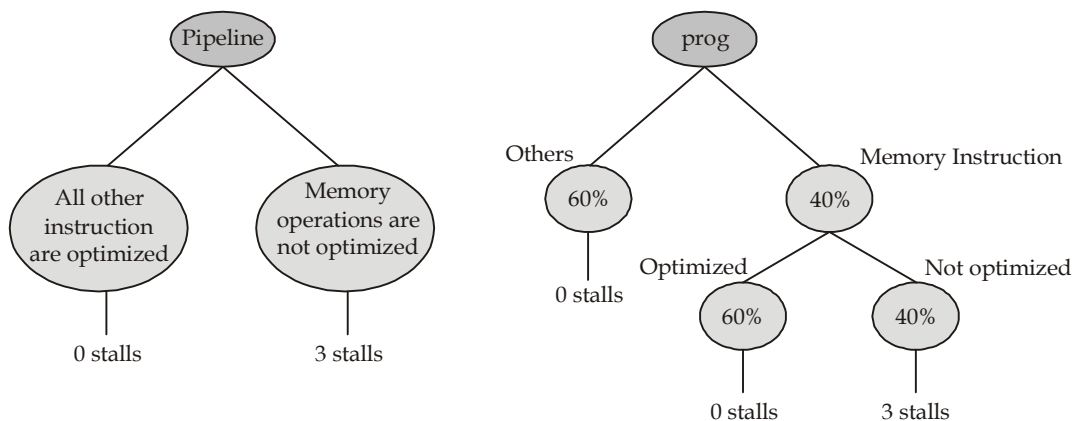 Pipeline
All other
instruction
are optimized
Memory
operations are
not optimized
0 stalls
3 stalls
prog
Others
Memory Instruction
60%
40%
0 stalls
Optimized
Not optimized
60%
40%
0 stalls
3 stalls